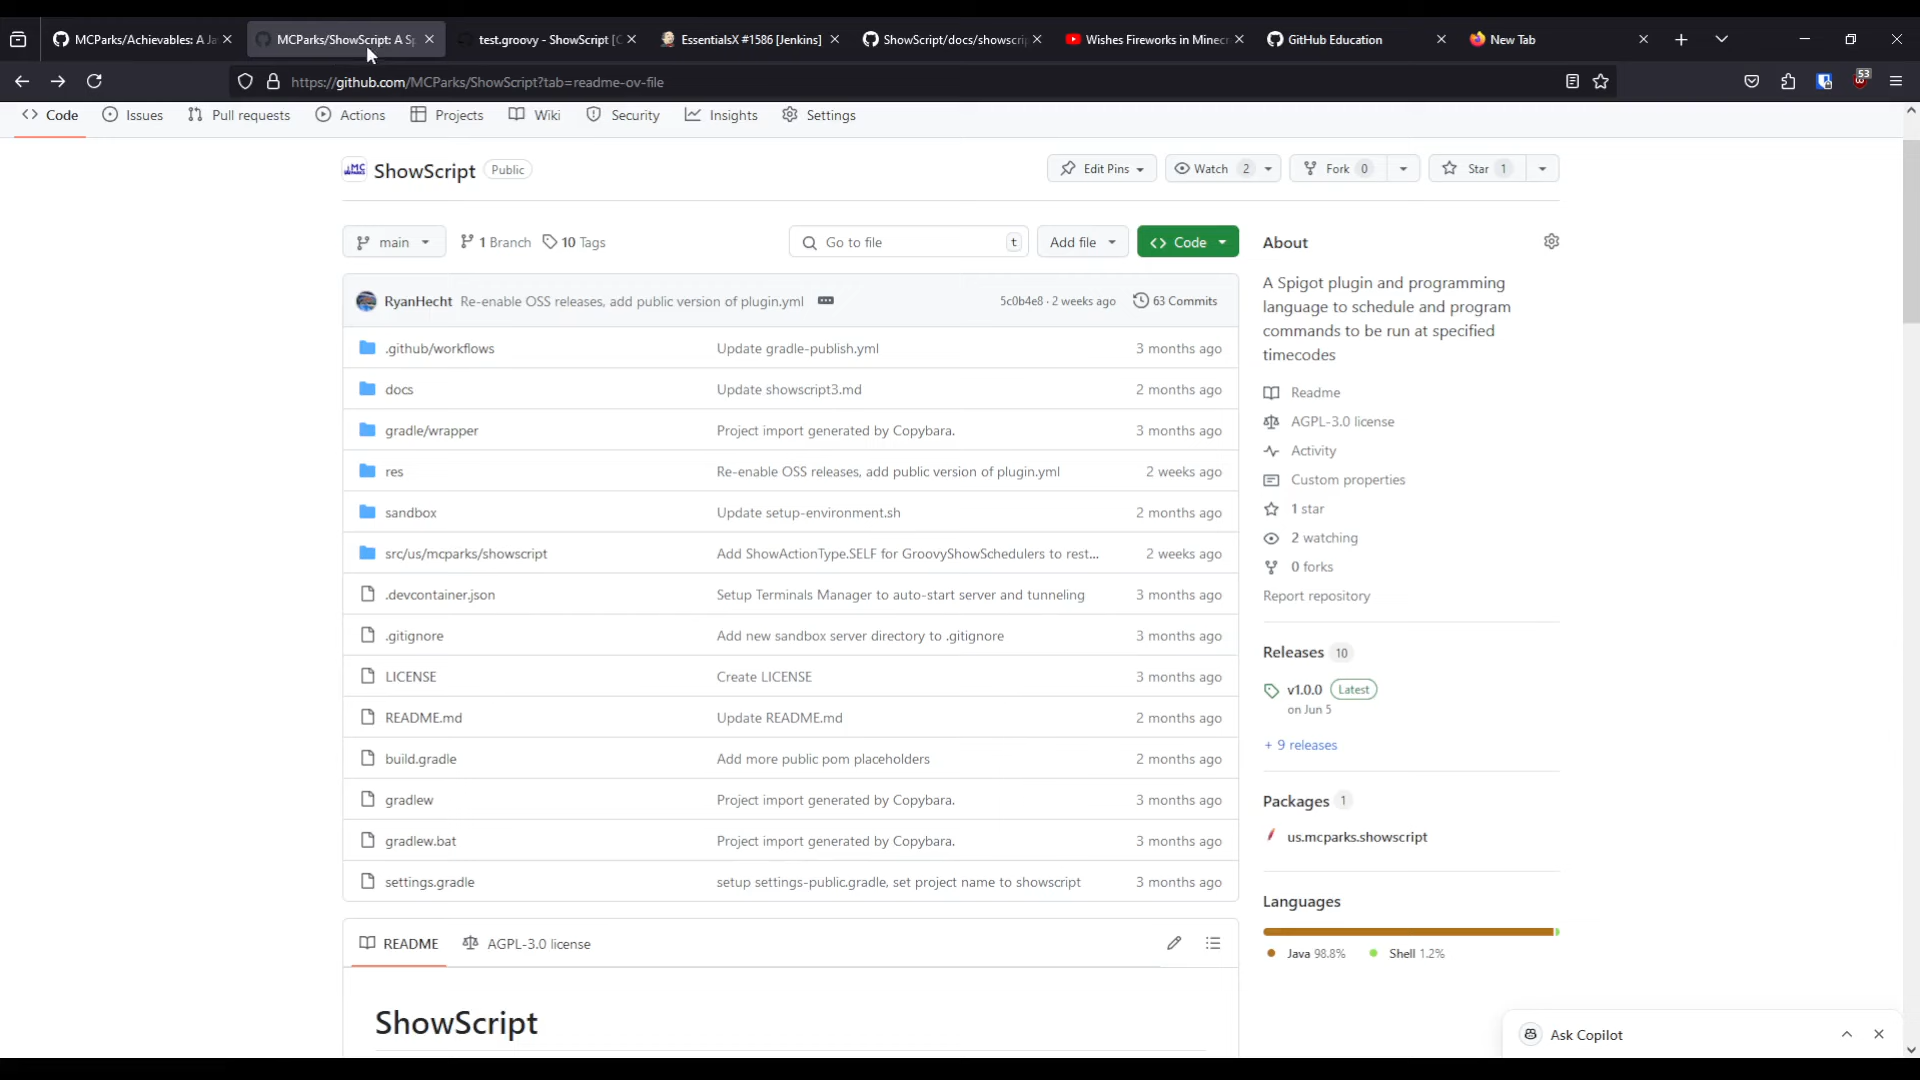 MCParks/Achievables: A Ja
MCParks/ShowScript: A Sp
test.groovy - ShowScript [C
EssentialsX #1586 [Jenkins]
ShowScript/docs/showscrip
Wishes Fireworks in Minecr
GitHub Education
New Tab
https://github.com/MCParks/ShowScript?tab=readme-ov-file
53
Code
Issues
Pull requests
Actions
Projects
Wiki
Security
Insights
Settings
ShowScript
Public
Edit Pins
Watch 2
Fork 0
Star 1
main
1 Branch
10 Tags
Go to file
t
Add file
Code
RyanHecht Re-enable OSS releases, add public version of plugin.yml
5c0b4e8 · 2 weeks ago
63 Commits
.github/workflows Update gradle-publish.yml 3 months ago
docs Update showscript3.md 2 months ago
gradle/wrapper Project import generated by Copybara. 3 months ago
res Re-enable OSS releases, add public version of plugin.yml 2 weeks ago
sandbox Update setup-environment.sh 2 months ago
src/us/mcparks/showscript Add ShowActionType.SELF for GroovyShowSchedulers to rest... 2 weeks ago
.devcontainer.json Setup Terminals Manager to auto-start server and tunneling 3 months ago
.gitignore Add new sandbox server directory to .gitignore 3 months ago
LICENSE Create LICENSE 3 months ago
README.md Update README.md 2 months ago
build.gradle Add more public pom placeholders 2 months ago
gradlew Project import generated by Copybara. 3 months ago
gradlew.bat Project import generated by Copybara. 3 months ago
settings.gradle setup settings-public.gradle, set project name to showscript 3 months ago
README
AGPL-3.0 license
ShowScript
About
A Spigot plugin and programming
language to schedule and program
commands to be run at specified
timecodes
Readme
AGPL-3.0 license
Activity
Custom properties
1 star
2 watching
0 forks
Report repository
Releases 10
v1.0.0 Latest
on Jun 5
+ 9 releases
Packages 1
us.mcparks.showscript
Languages
Java 98.8%
Shell 1.2%
Ask Copilot